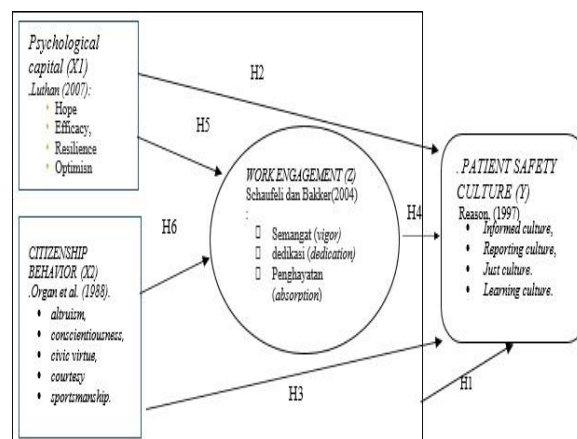 Psychological
capital (X1)
.Luthan (2007):
Hope
Efficacy,
Resilience
Optimisn
H2
H5
WORK ENGAGEMENT (Z)
Schaufeli dan Bakker(2004)
:
Semangat (vigor)
dedikasi (dedication)
Penghayatan
(absorption)
H4
. PATIENT SAFETY
CULTURE (Y)
Reason, (1997)
Informed culture,
Reporting culture,
Just culture.
Learning culture.
H6
CITIZENSHIP
BEHAVIOR (X2)
.Organ et al. (1988).
altruism,
conscientiousness,
civic virtue,
courtesy
sportsmanship.
H3
H1